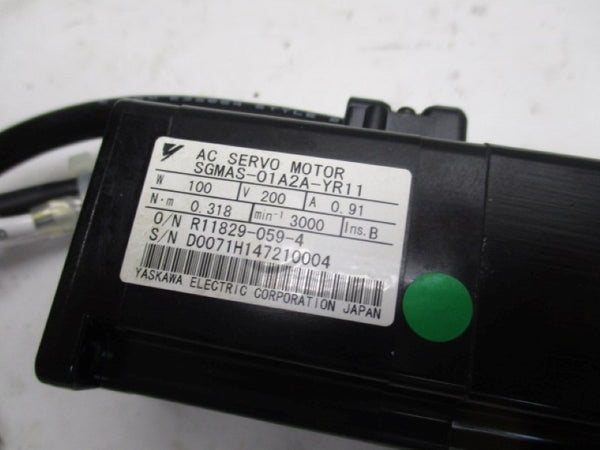 AC SERVO MOTOR
SGMAS-01A2A-YR11
W 100 V 200 A 0.91
N·m 0.318 min⁻¹ 3000 Ins. B
O/N R11829-059-4
S/N D0071H147210004
YASKAWA ELECTRIC CORPORATION JAPAN